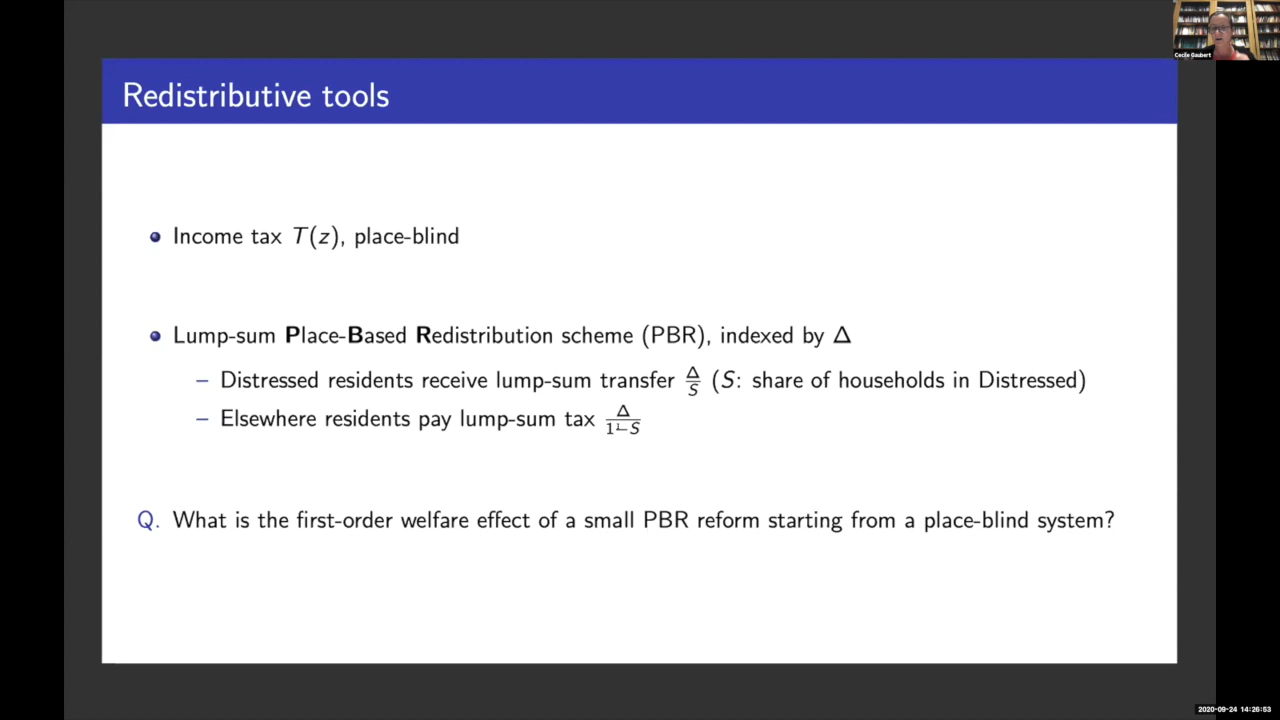 Cecile Gaubert
Redistributive tools
• Income tax T(z), place-blind
• Lump-sum Place-Based Redistribution scheme (PBR), indexed by Δ
– Distressed residents receive lump-sum transfer Δ/S (S: share of households in Distressed)
– Elsewhere residents pay lump-sum tax Δ/(1−S)
Q. What is the first-order welfare effect of a small PBR reform starting from a place-blind system?
2020-09-24 14:26:53